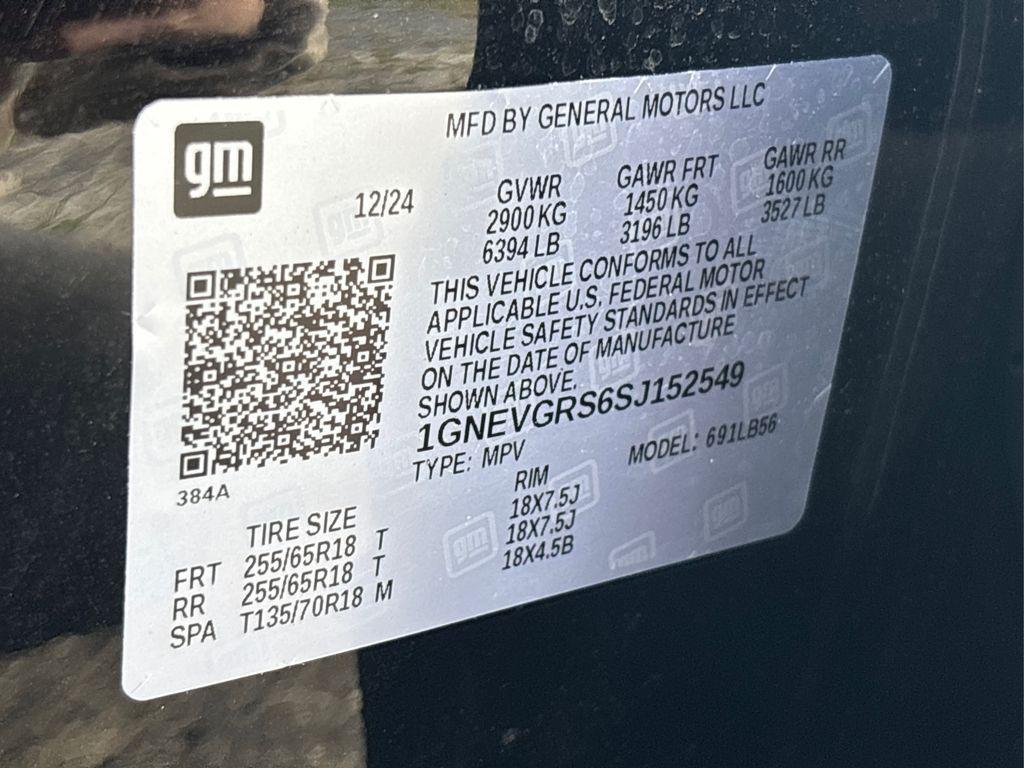 gm
MFD BY GENERAL MOTORS LLC
12/24
GVWR GAWR FRT GAWR RR
2900 KG 1450 KG 1600 KG
6394 LB 3196 LB 3527 LB
THIS VEHICLE CONFORMS TO ALL
APPLICABLE U.S. FEDERAL MOTOR
VEHICLE SAFETY STANDARDS IN EFFECT
ON THE DATE OF MANUFACTURE
SHOWN ABOVE.
1GNEVGRS6SJ152549
TYPE: MPV MODEL: 691LB56
384A
TIRE SIZE RIM
FRT 255/65R18 T 18X7.5J
RR 255/65R18 T 18X7.5J
SPA T135/70R18 M 18X4.5B